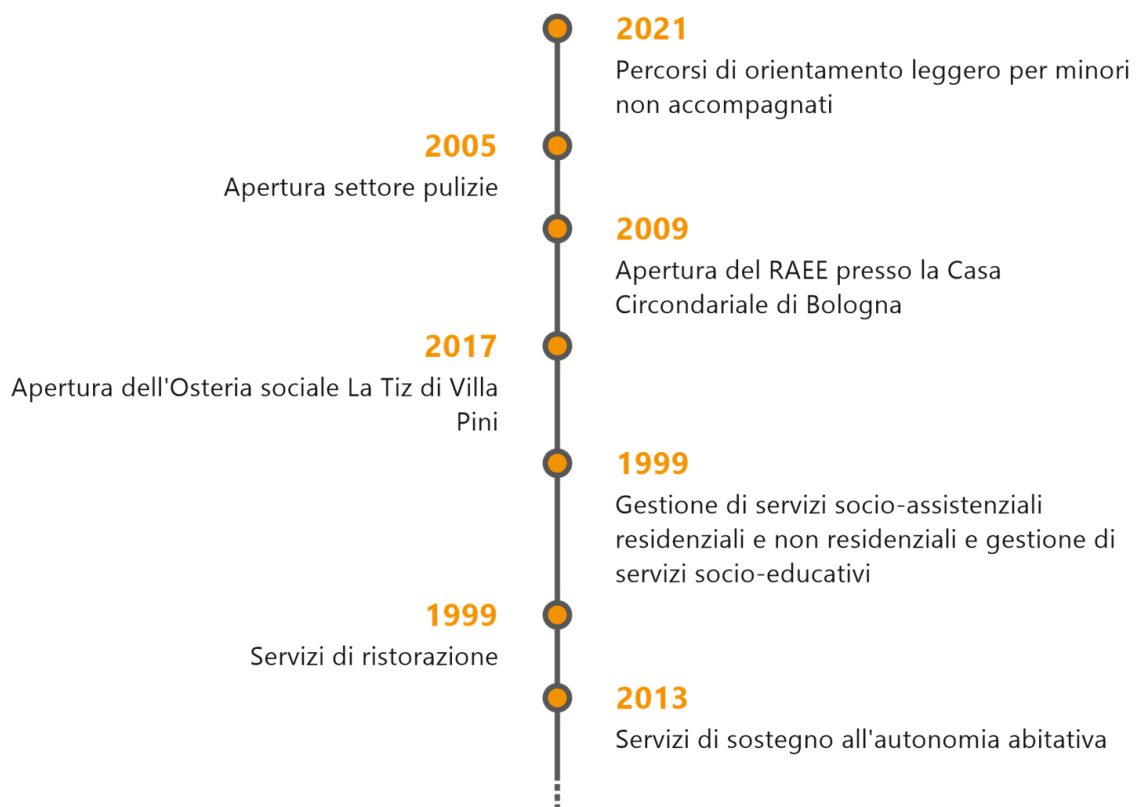 2021
Percorsi di orientamento leggero per minori
non accompagnati
2005
Apertura settore pulizie
2009
Apertura del RAEE presso la Casa
Circondariale di Bologna
2017
Apertura dell'Osteria sociale La Tiz di Villa
Pini
1999
Gestione di servizi socio-assistenziali
residenziali e non residenziali e gestione di
servizi socio-educativi
1999
Servizi di ristorazione
2013
Servizi di sostegno all'autonomia abitativa